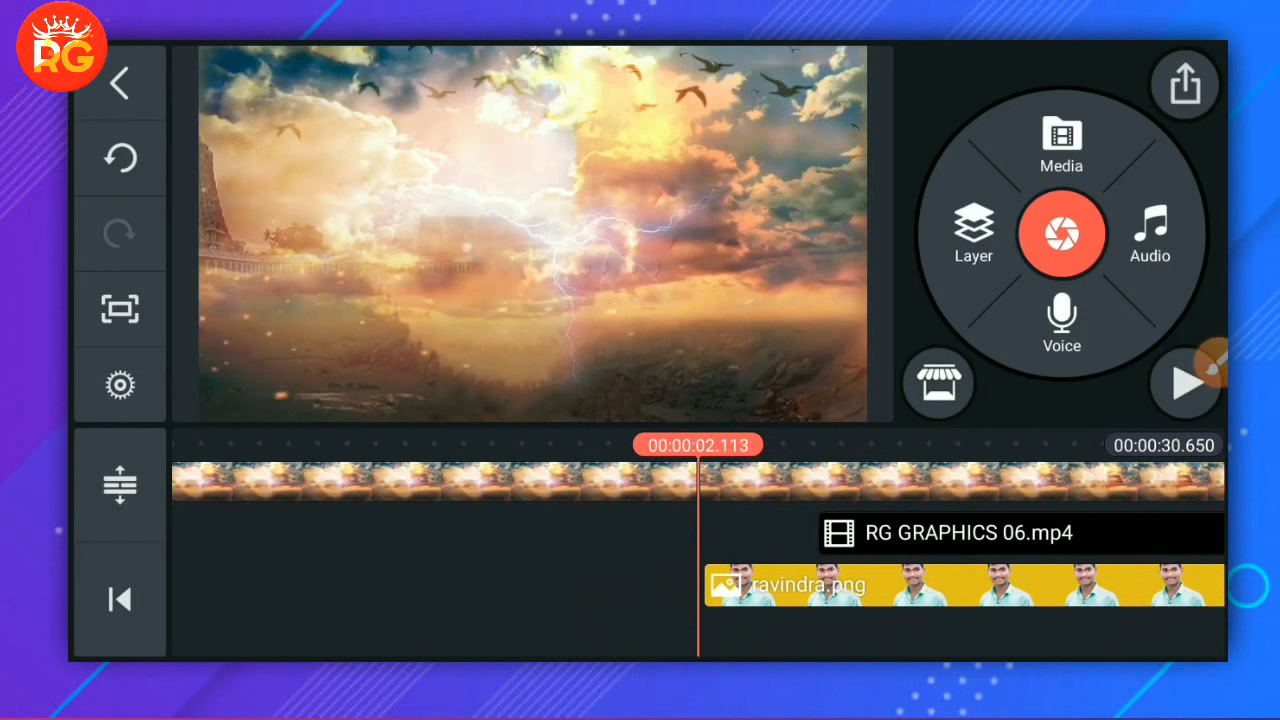 RG
Media
Layer
Audio
Voice
00:00:02.113
00:00:30.650
RG GRAPHICS 06.mp4
ravindra.png